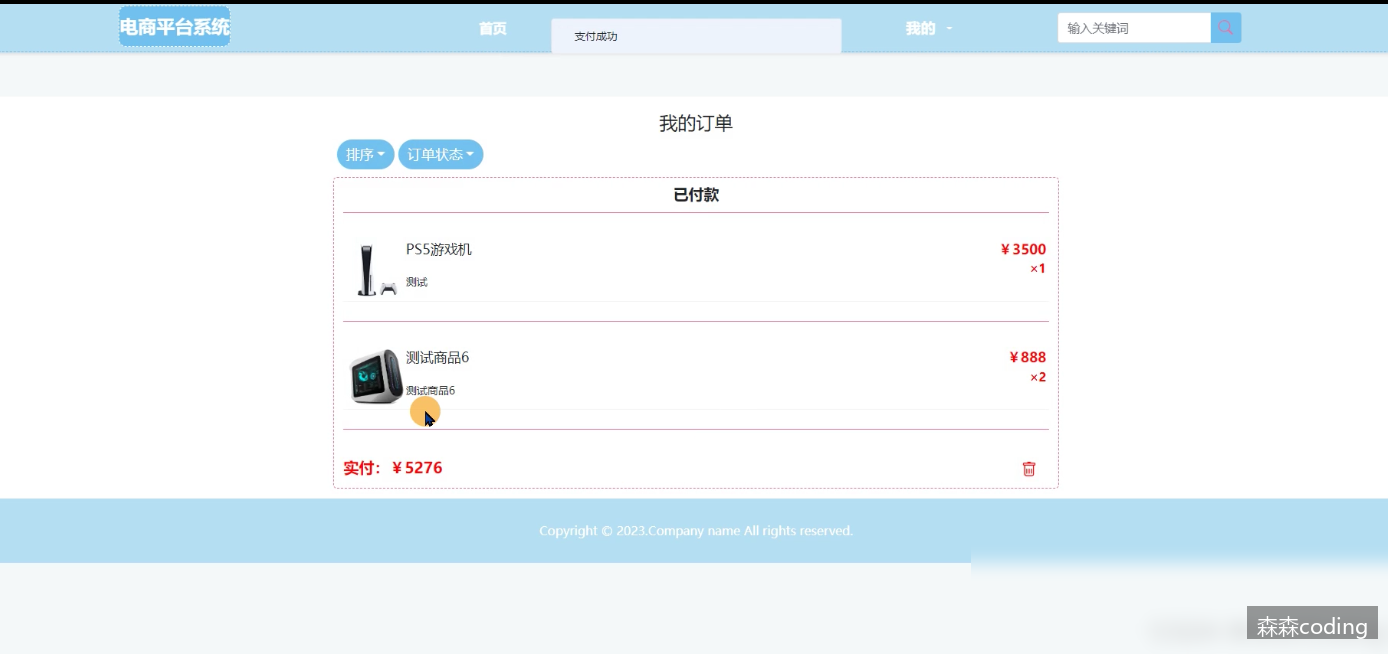 电商平台系统
首页
支付成功
我的
输入关键词
我的订单
排序
订单状态
已付款
PS5游戏机
¥3500
×1
测试
测试商品6
¥888
×2
测试商品6
实付：¥5276
Copyright © 2023.Company name All rights reserved.
森森coding